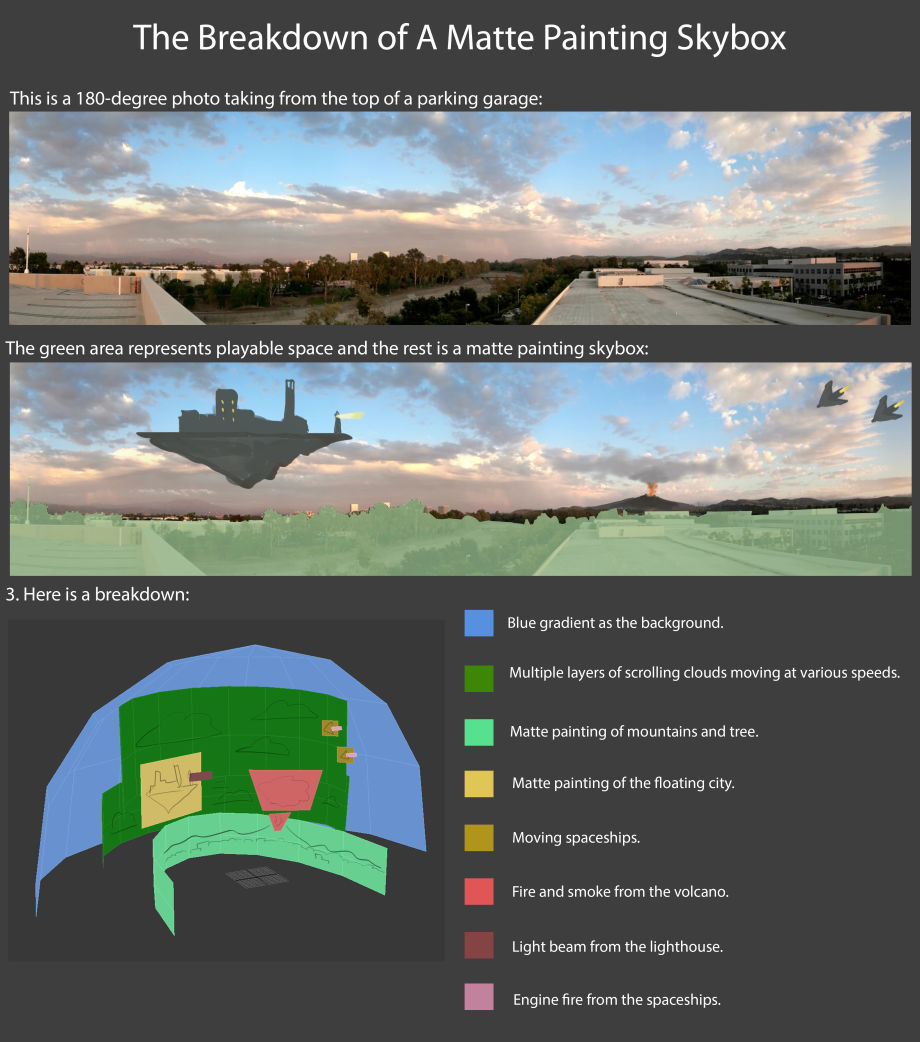 The Breakdown of A Matte Painting Skybox
This is a 180-degree photo taking from the top of a parking garage:
The green area represents playable space and the rest is a matte painting skybox:
3. Here is a breakdown:
Blue gradient as the background.
Multiple layers of scrolling clouds moving at various speeds.
Matte painting of mountains and tree.
Matte painting of the floating city.
Moving spaceships.
Fire and smoke from the volcano.
Light beam from the lighthouse.
Engine fire from the spaceships.